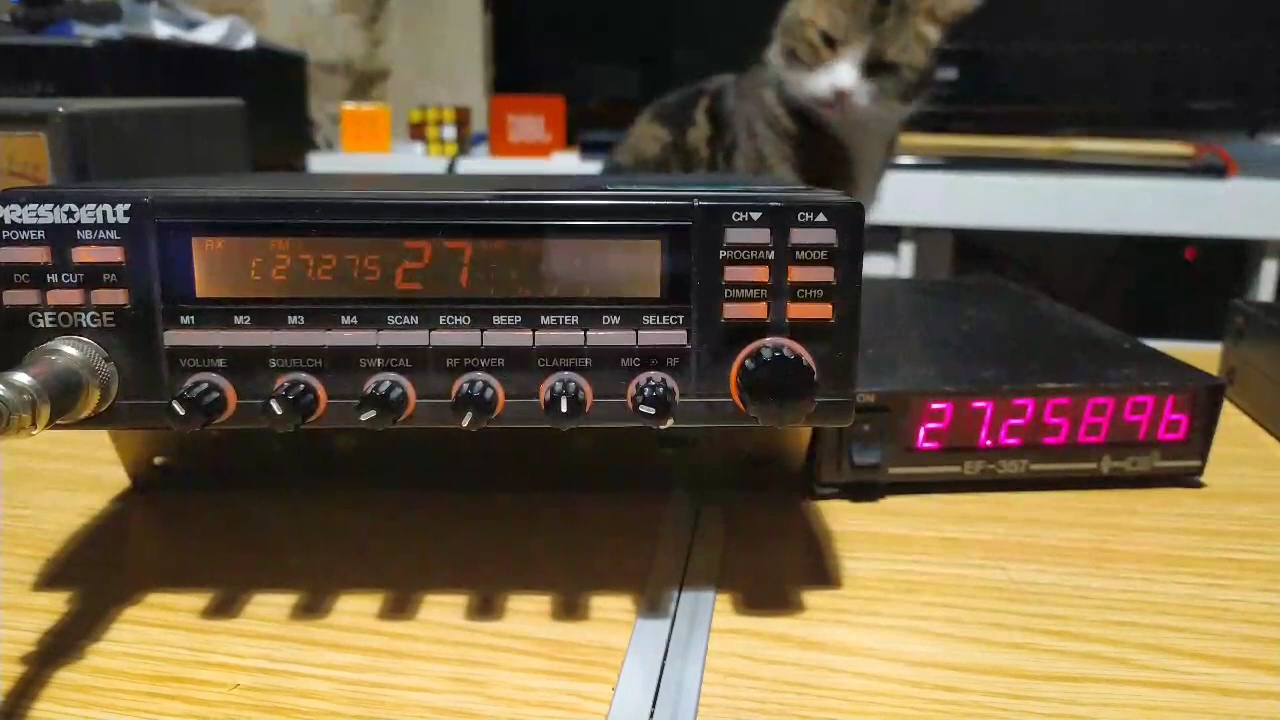 PRESIDENT
POWER NB/ANL
DC HI CUT PA
GEORGE
RX FM
E 27.275 27
M1 M2 M3 M4 SCAN ECHO BEEP METER DW SELECT
VOLUME SQUELCH SWR/CAL RF POWER CLARIFIER MIC RF
CH▼ CH▲
PROGRAM MODE
DIMMER CH19
JBL
ON
27.25896
EF-357